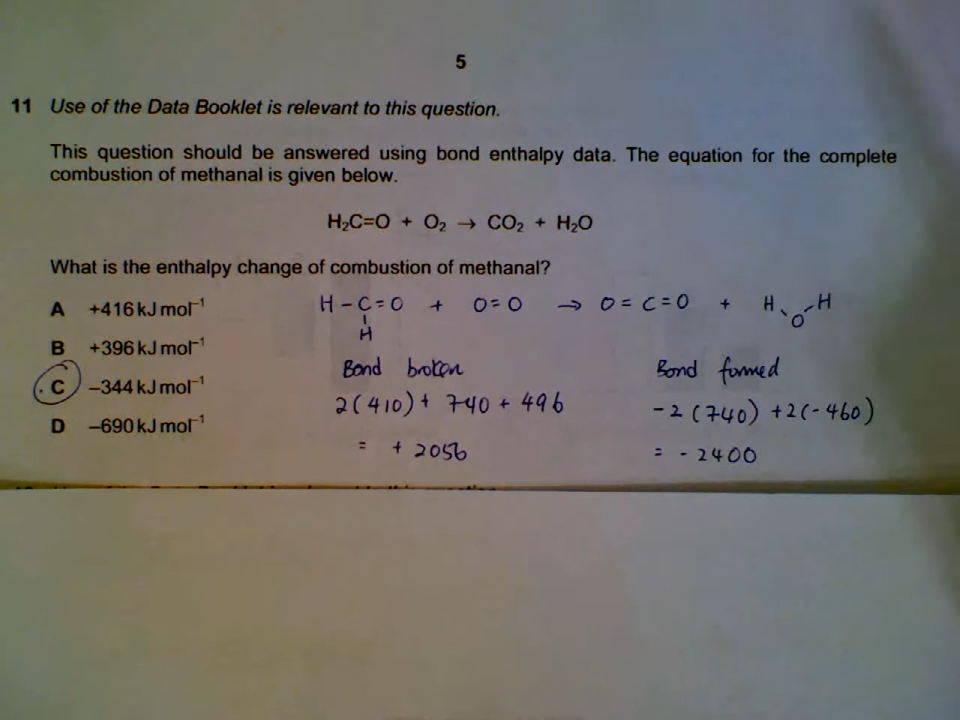 5
11 Use of the Data Booklet is relevant to this question.
This question should be answered using bond enthalpy data. The equation for the complete
combustion of methanal is given below.
H₂C=O + O₂ → CO₂ + H₂O
What is the enthalpy change of combustion of methanal?
A +416 kJ mol⁻¹
H - C = O + O = O → O = C = O + H O H
H
B +396 kJ mol⁻¹
Bond broken
Bond formed
C –344 kJ mol⁻¹
2(410) + 740 + 496
-2(740) + 2(-460)
D –690 kJ mol⁻¹
= + 2056
= - 2400